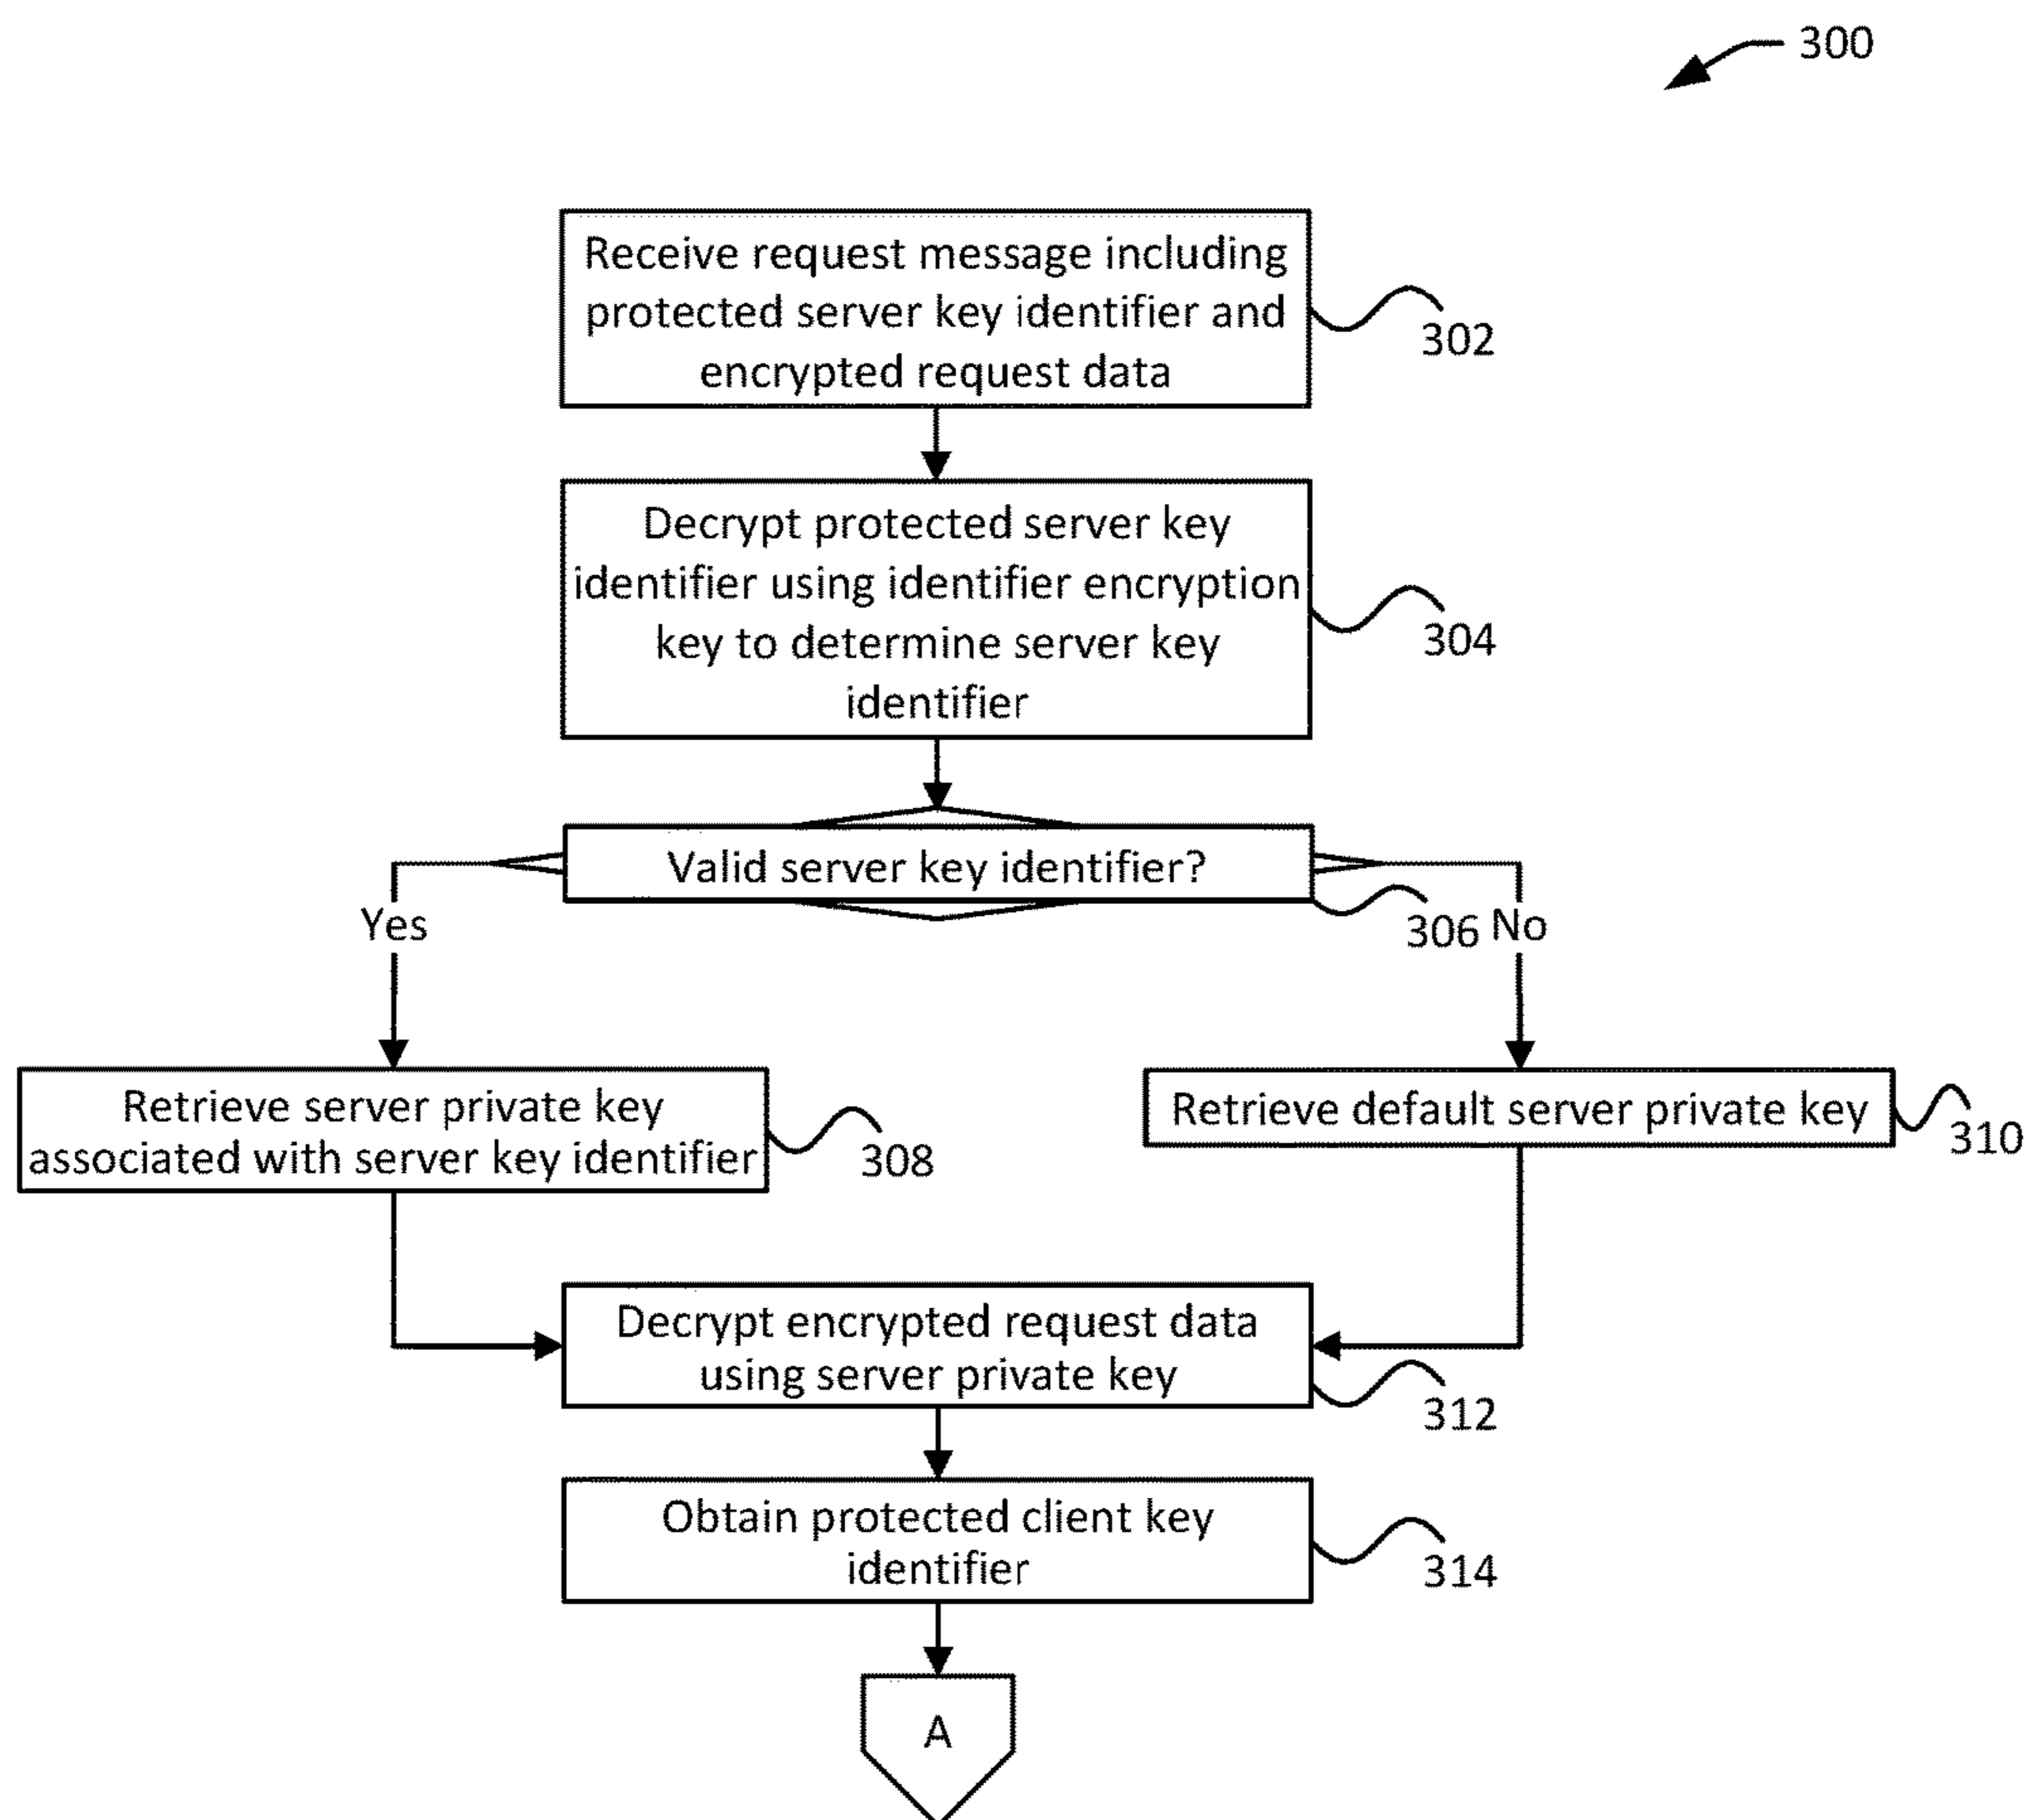 300
Receive request message including
protected server key identifier and
encrypted request data
302
Decrypt protected server key
identifier using identifier encryption
key to determine server key
identifier
304
Valid server key identifier?
306
Yes
No
Retrieve server private key
associated with server key identifier
308
Retrieve default server private key
310
Decrypt encrypted request data
using server private key
312
Obtain protected client key
identifier
314
A